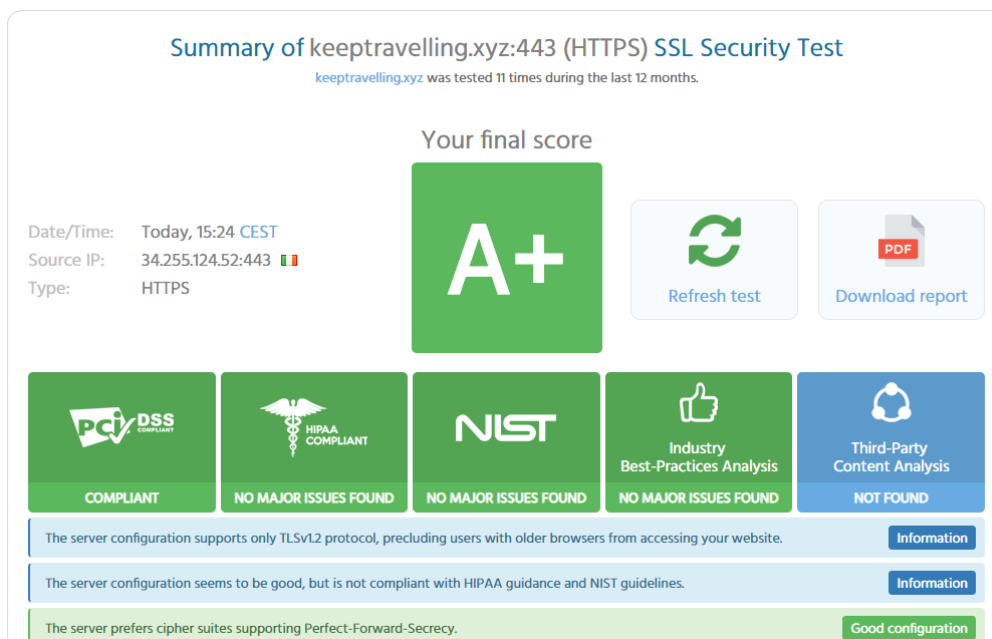 Summary of keeptravelling.xyz:443 (HTTPS) SSL Security Test
keeptravelling.xyz was tested 11 times during the last 12 months.
Your final score
A+
Date/Time: Today, 15:24 CEST
Source IP: 34.255.124.52:443
Type: HTTPS
Refresh test
PDF
Download report
PCI DSS COMPLIANT
COMPLIANT
HIPAA
COMPLIANT
NO MAJOR ISSUES FOUND
NIST
NO MAJOR ISSUES FOUND
Industry
Best-Practices Analysis
NO MAJOR ISSUES FOUND
Third-Party
Content Analysis
NOT FOUND
The server configuration supports only TLSv1.2 protocol, precluding users with older browsers from accessing your website. Information
The server configuration seems to be good, but is not compliant with HIPAA guidance and NIST guidelines. Information
The server prefers cipher suites supporting Perfect-Forward-Secrecy. Good configuration